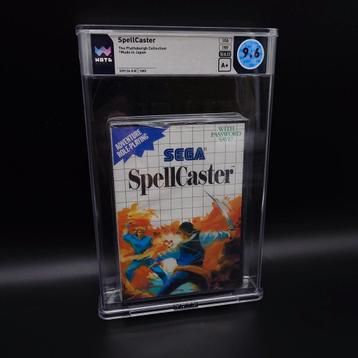 WATA
SpellCaster
The Plattsburgh Collection
*Made in Japan
9.6
A+
ADVENTURE
ROLE-PLAYING
WITH
PASSWORD
SAVE!
SEGA
SpellCaster